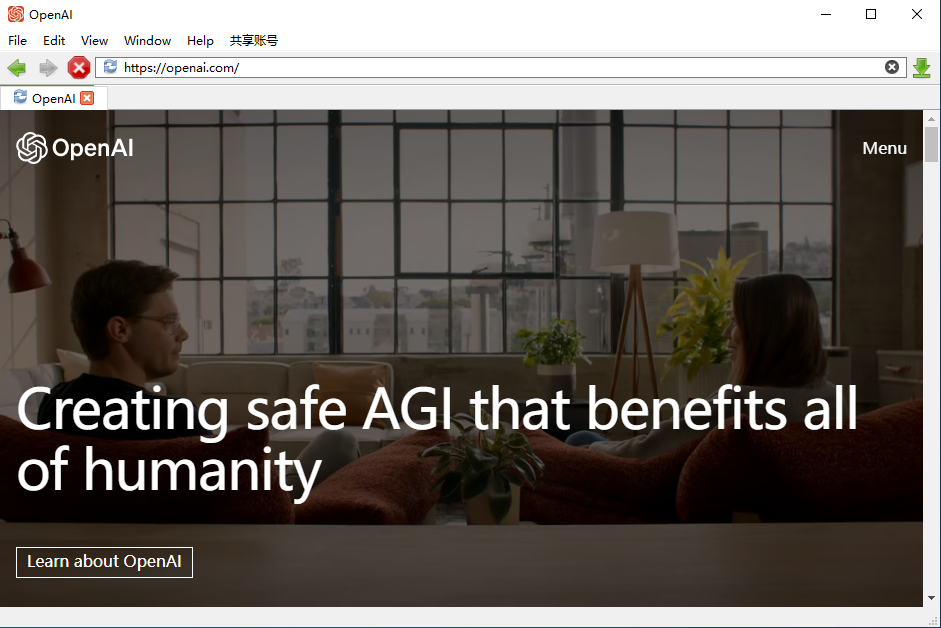 OpenAI
File Edit View Window Help 共享账号
https://openai.com/
OpenAI
OpenAI
Menu
Creating safe AGI that benefits all
of humanity
Learn about OpenAI